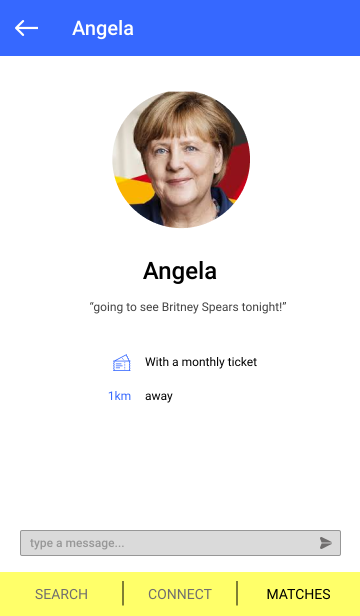 Angela
Angela
“going to see Britney Spears tonight!”
With a monthly ticket
1km away
type a message...
SEARCH CONNECT MATCHES